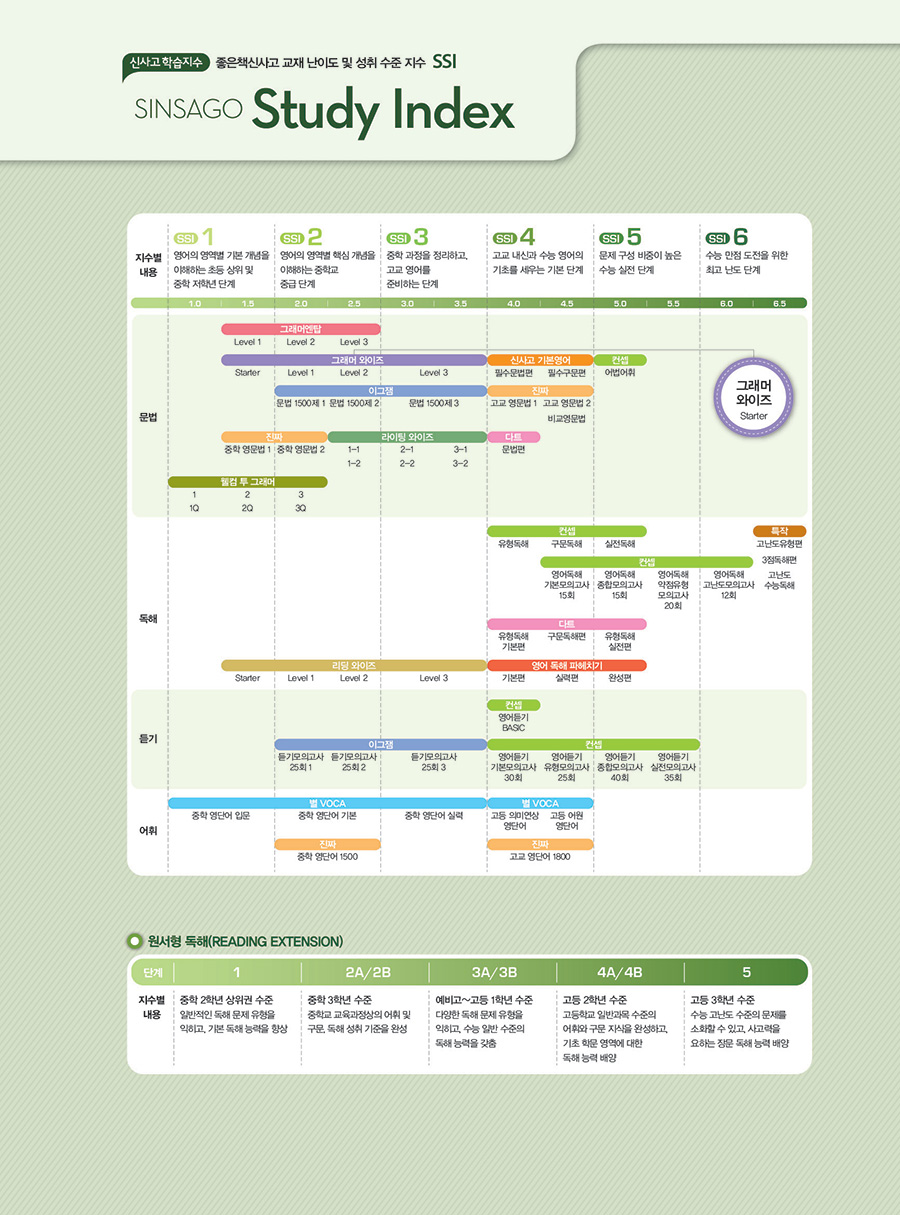 신사고 학습지수 좋은책신사고 교재 난이도 및 성취 수준 지수 SSI
SINSAGO Study Index
지수별
내용
SSI 1
영어의 영역별 기본 개념을
이해하는 초등 상위 및
중학 저학년 단계
SSI 2
영어의 영역별 핵심 개념을
이해하는 중학교
중급 단계
SSI 3
중학 과정을 정리하고,
고교 영어를
준비하는 단계
SSI 4
고교 내신과 수능 영어의
기초를 세우는 기본 단계
SSI 5
문제 구성 비중이 높은
수능 실전 단계
SSI 6
수능 만점 도전을 위한
최고 난도 단계
1.0 1.5 2.0 2.5 3.0 3.5 4.0 4.5 5.0 5.5 6.0 6.5
문법
그래머엔탑
Level 1 Level 2 Level 3
그래머 와이즈 신사고 기본영어 컨셉
Starter Level 1 Level 2 Level 3 필수문법편 필수구문편 어법어휘
그래머
와이즈
Starter
이그잼 진짜
문법 1500제 1 문법 1500제 2 문법 1500제 3 고교 영문법 1 고교 영문법 2
비교영문법
진짜 라이팅 와이즈 다트
중학 영문법 1 중학 영문법 2 1-1 2-1 3-1 문법편
1-2 2-2 3-2
웰컴 투 그래머
1 2 3
1Q 2Q 3Q
독해
컨셉 특작
유형독해 구문독해 실전독해 고난도유형편
3점독해편
고난도
수능독해
컨셉
영어독해
기본모의고사
15회
영어독해
종합모의고사
15회
영어독해
약점유형
모의고사
20회
영어독해
고난도모의고사
12회
다트
유형독해
기본편
구문독해편
유형독해
실전편
리딩 와이즈 영어 독해 파헤치기
Starter Level 1 Level 2 Level 3 기본편 실력편 완성편
듣기
컨셉
영어듣기
BASIC
이그잼 컨셉
듣기모의고사
25회 1
듣기모의고사
25회 2
듣기모의고사
25회 3
영어듣기
기본모의고사
30회
영어듣기
유형모의고사
25회
영어듣기
종합모의고사
40회
영어듣기
실전모의고사
35회
어휘
별 VOCA 별 VOCA
중학 영단어 입문 중학 영단어 기본 중학 영단어 실력
고등 의미연상
영단어
고등 어원
영단어
진짜 진짜
중학 영단어 1500 고교 영단어 1800
원서형 독해(READING EXTENSION)
단계 1 2A/2B 3A/3B 4A/4B 5
지수별
내용
중학 2학년 상위권 수준
일반적인 독해 문제 유형을
익히고, 기본 독해 능력을 향상
중학 3학년 수준
중학교 교육과정상의 어휘 및
구문, 독해 성취 기준을 완성
예비고~고등 1학년 수준
다양한 독해 문제 유형을
익히고, 수능 일반 수준의
독해 능력을 갖춤
고등 2학년 수준
고등학교 일반과목 수준의
어휘와 구문 지식을 완성하고,
기초 학문 영역에 대한
독해 능력 배양
고등 3학년 수준
수능 고난도 수준의 문제를
소화할 수 있고, 사고력을
요하는 장문 독해 능력 배양